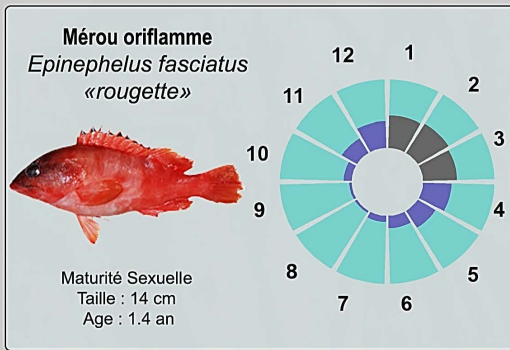 Mérou oriflamme
Epinephelus fasciatus
«rougette»
Maturité Sexuelle
Taille : 14 cm
Age : 1.4 an
12
1
2
3
4
5
6
7
8
9
10
11